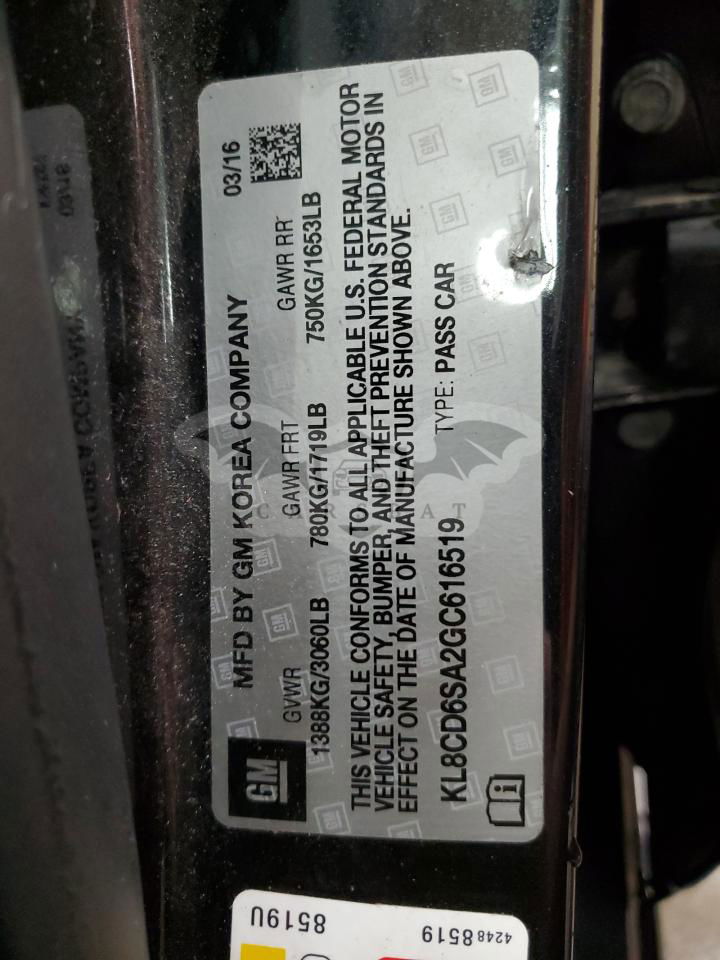 MFD BY GM KOREA COMPANY 03/16
GM
GVWR GAWR FRT GAWR RR
1388KG/3060LB 780KG/1719LB 750KG/1653LB
THIS VEHICLE CONFORMS TO ALL APPLICABLE U.S. FEDERAL MOTOR
VEHICLE SAFETY, BUMPER, AND THEFT PREVENTION STANDARDS IN
EFFECT ON THE DATE OF MANUFACTURE SHOWN ABOVE.
KL8CD6SA2GC616519 TYPE: PASS CAR
8519U
42488519